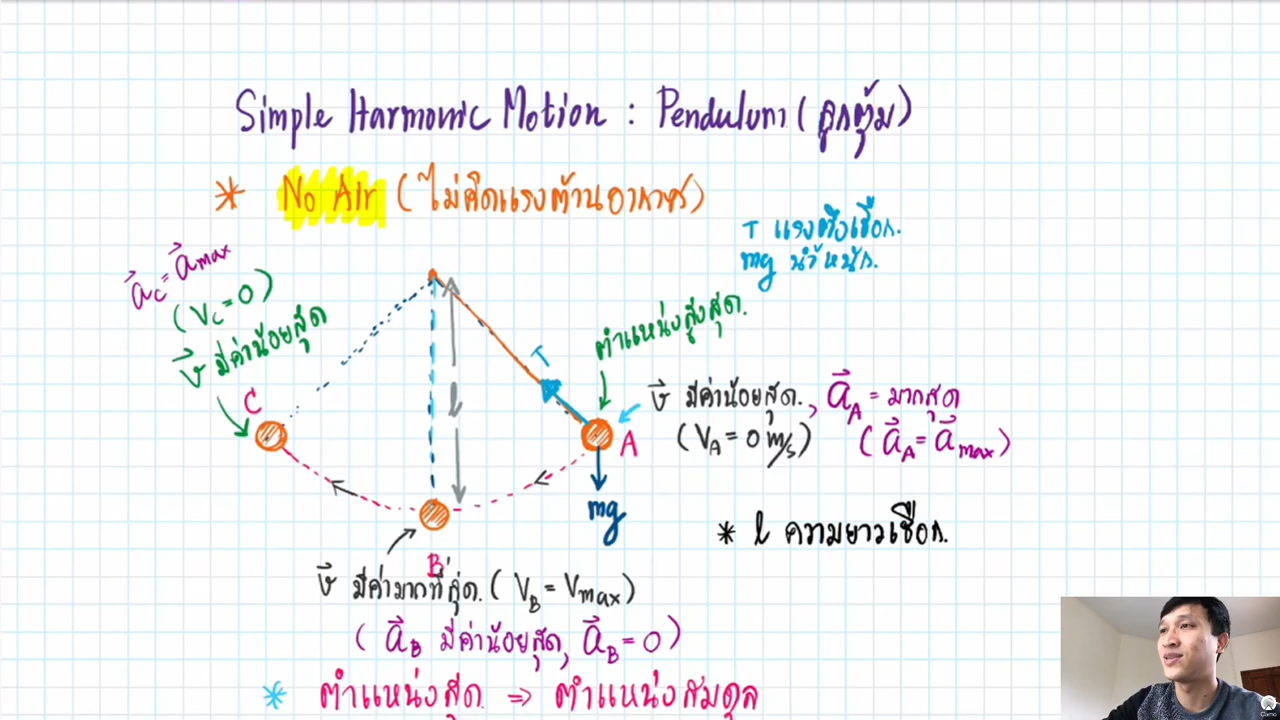 Simple Harmonic Motion : Pendulum (ลูกตุ้ม)
* No Air (ไม่คิดแรงต้านอากาศ)
T แรงตึงเชือก.
mg น้ำหนัก.
a⃗C = a⃗max
(VC = 0)
v⃗ มีค่าน้อยสุด
ตำแหน่งสูงสุด.
T
l
C
A
v⃗ มีค่าน้อยสุด. , a⃗A = มากสุด
(VA = 0 m/s) (a⃗A = a⃗max)
mg
* l ความยาวเชือก.
B
v⃗ มีค่ามากที่สุด. (VB = Vmax)
(a⃗B มีค่าน้อยสุด, a⃗B = 0)
* ตำแหน่งสุด. ⇒ ตำแหน่งสมดุล
Camo